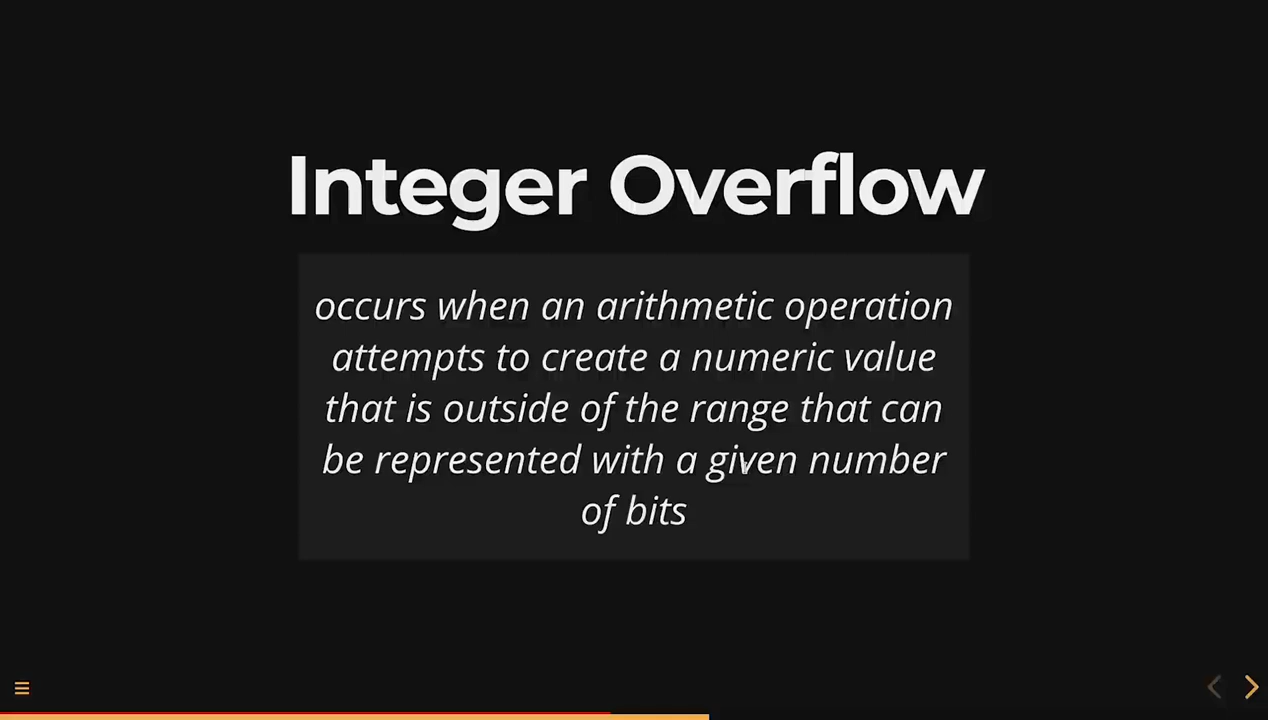 Integer Overflow
occurs when an arithmetic operation
attempts to create a numeric value
that is outside of the range that can
be represented with a given number
of bits